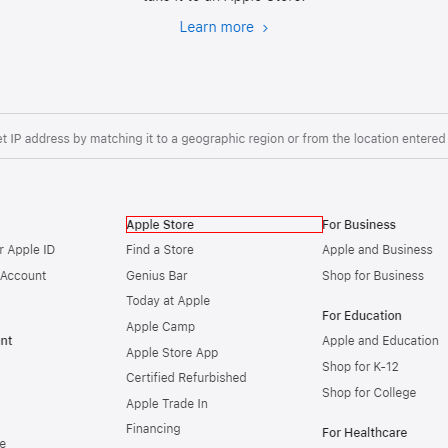 Learn more >
IP address by matching it to a geographic region or from the location entered
Apple Store
Find a Store
Genius Bar
Today at Apple
Apple Camp
Apple Store App
Certified Refurbished
Apple Trade In
Financing
For Business
Apple and Business
Shop for Business
For Education
Apple and Education
Shop for K-12
Shop for College
For Healthcare
Apple ID
Account